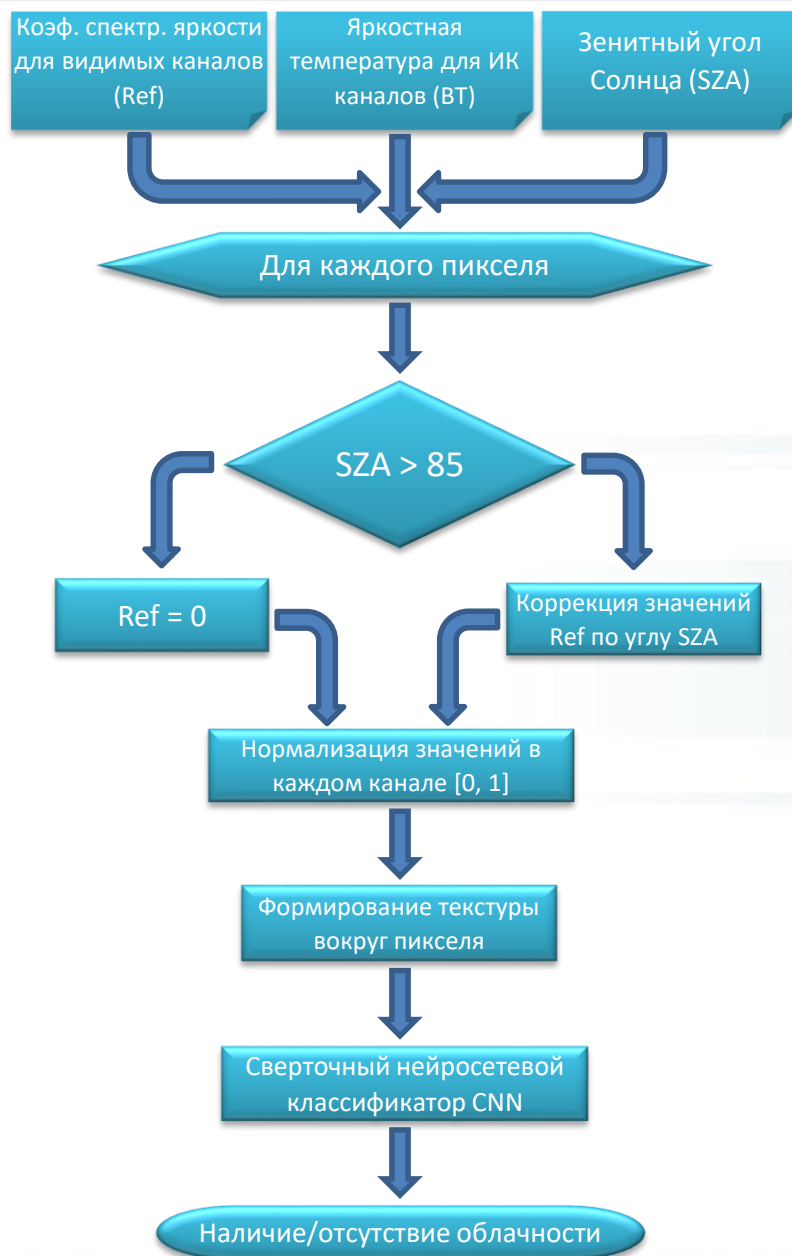 Коэф. спектр. яркости
для видимых каналов
(Ref)
Яркостная
температура для ИК
каналов (BT)
Зенитный угол
Солнца (SZA)
Для каждого пикселя
SZA > 85
Ref = 0
Коррекция значений
Ref по углу SZA
Нормализация значений в
каждом канале [0, 1]
Формирование текстуры
вокруг пикселя
Сверточный нейросетевой
классификатор CNN
Наличие/отсутствие облачности